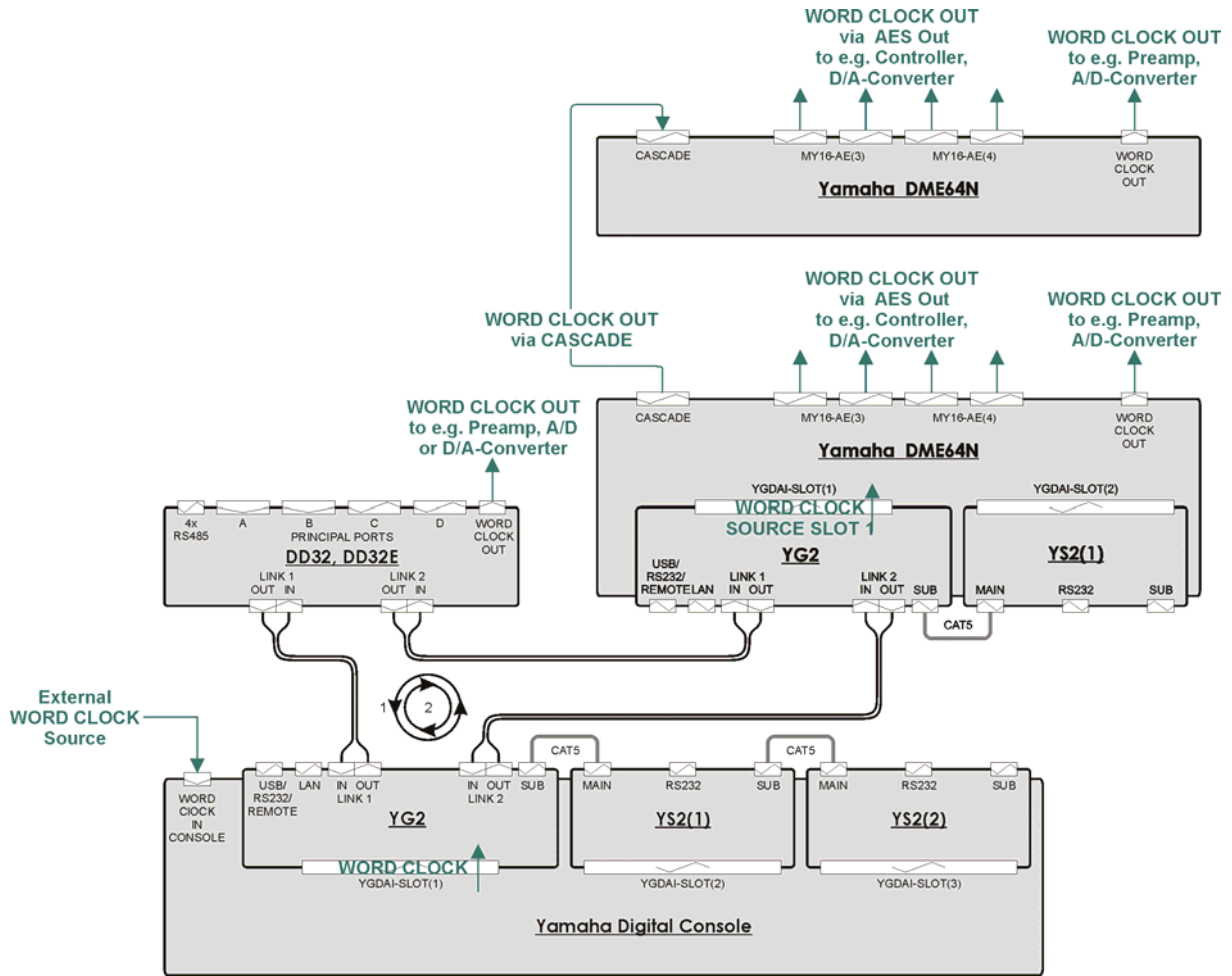 WORD CLOCK OUT
via AES Out
to e.g. Controller,
D/A-Converter
WORD CLOCK OUT
to e.g. Preamp,
A/D-Converter
CASCADE
MY16-AE(3)
MY16-AE(4)
WORD
CLOCK
OUT
Yamaha DME64N
WORD CLOCK OUT
via CASCADE
WORD CLOCK OUT
via AES Out
to e.g. Controller,
D/A-Converter
WORD CLOCK OUT
to e.g. Preamp,
A/D-Converter
CASCADE
MY16-AE(3)
MY16-AE(4)
WORD
CLOCK
OUT
Yamaha DME64N
YGDAI-SLOT(1)
YGDAI-SLOT(2)
WORD CLOCK
SOURCE SLOT 1
YG2
YS2(1)
USB/
RS232/
REMOTE
LAN
LINK 1
IN OUT
LINK 2
IN OUT
SUB
MAIN
RS232
SUB
CAT5
WORD CLOCK OUT
to e.g. Preamp, A/D
or D/A-Converter
4x
RS485
A
B
C
D
WORD
CLOCK
OUT
PRINCIPAL PORTS
DD32, DD32E
LINK 1
OUT IN
LINK 2
OUT IN
1
2
External
WORD CLOCK
Source
WORD
ClOCK
IN
CONSOLE
USB/
RS232/
REMOTE
LAN
IN OUT
LINK 1
IN OUT
LINK 2
SUB
CAT5
MAIN
RS232
SUB
CAT5
MAIN
RS232
SUB
YG2
YS2(1)
YS2(2)
WORD CLOCK
YGDAI-SLOT(1)
YGDAI-SLOT(2)
YGDAI-SLOT(3)
Yamaha Digital Console